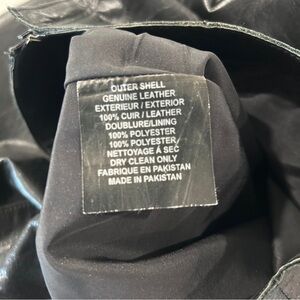 OUTER SHELL
GENUINE LEATHER
EXTERIEUR / EXTERIOR
100% CUIR / LEATHER
DOUBLURE/LINING
100% POLYESTER
100% POLYESTER
NETTOYAGE Á SEC
DRY CLEAN ONLY
FABRIQUE EN PAKISTAN
MADE IN PAKISTAN